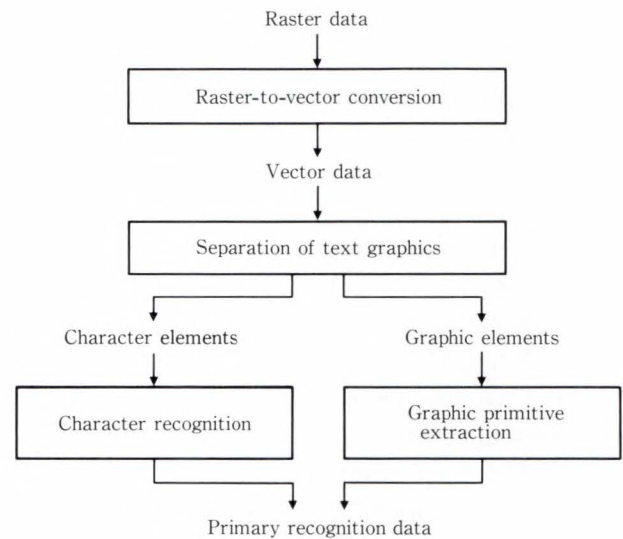 Raster data
Raster-to-vector conversion
Vector data
Separation of text graphics
Character elements
Graphic elements
Character recognition
Graphic primitive
extraction
Primary recognition data